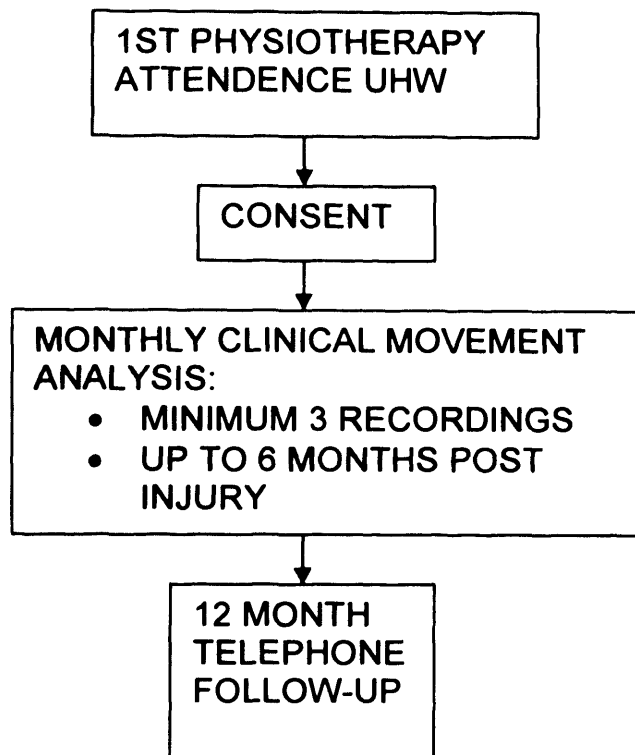 1ST PHYSIOTHERAPY
ATTENDENCE UHW
CONSENT
MONTHLY CLINICAL MOVEMENT
ANALYSIS:
• MINIMUM 3 RECORDINGS
• UP TO 6 MONTHS POST
INJURY
12 MONTH
TELEPHONE
FOLLOW-UP